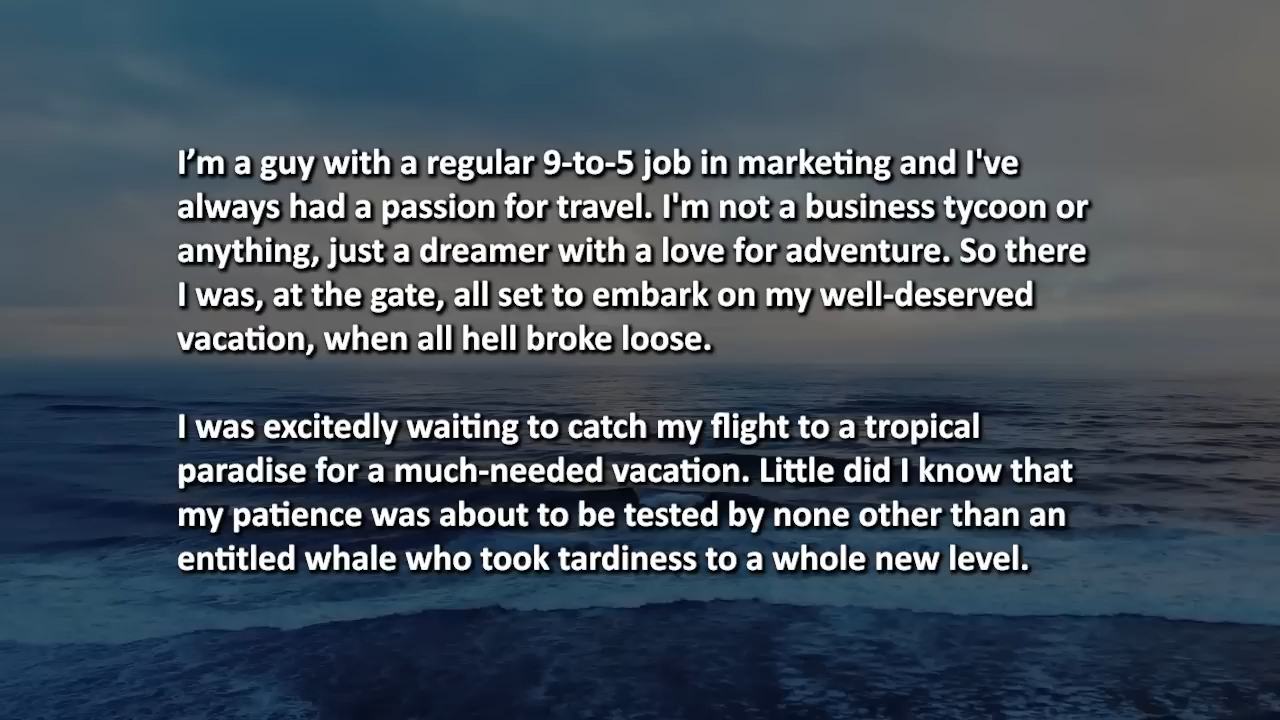 I’m a guy with a regular 9-to-5 job in marketing and I've
always had a passion for travel. I'm not a business tycoon or
anything, just a dreamer with a love for adventure. So there
I was, at the gate, all set to embark on my well-deserved
vacation, when all hell broke loose.
I was excitedly waiting to catch my flight to a tropical
paradise for a much-needed vacation. Little did I know that
my patience was about to be tested by none other than an
entitled whale who took tardiness to a whole new level.